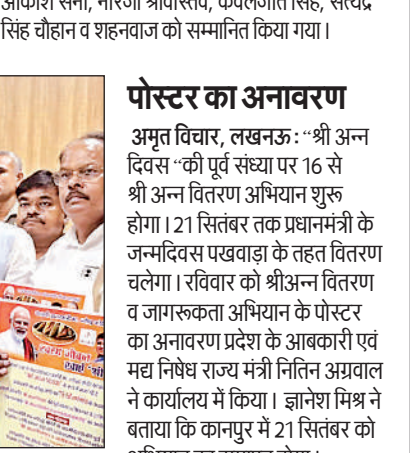 आकाश सैनी, नीरजा श्रीवास्तव, कवलजीत सिंह, सत्येंद्र
सिंह चौहान व शहनवाज को सम्मानित किया गया।
पोस्टर का अनावरण
अमृत विचार, लखनऊ : “श्री अन्न
दिवस “की पूर्व संध्या पर 16 से
श्री अन्न वितरण अभियान शुरू
होगा । 21 सितंबर तक प्रधानमंत्री के
जन्मदिवस पखवाड़ा के तहत वितरण
चलेगा । रविवार को श्रीअन्न वितरण
व जागरूकता अभियान के पोस्टर
का अनावरण प्रदेश के आबकारी एवं
मद्य निषेध राज्य मंत्री नितिन अग्रवाल
ने कार्यालय में किया । ज्ञानेश मिश्र ने
बताया कि कानपुर में 21 सितंबर को